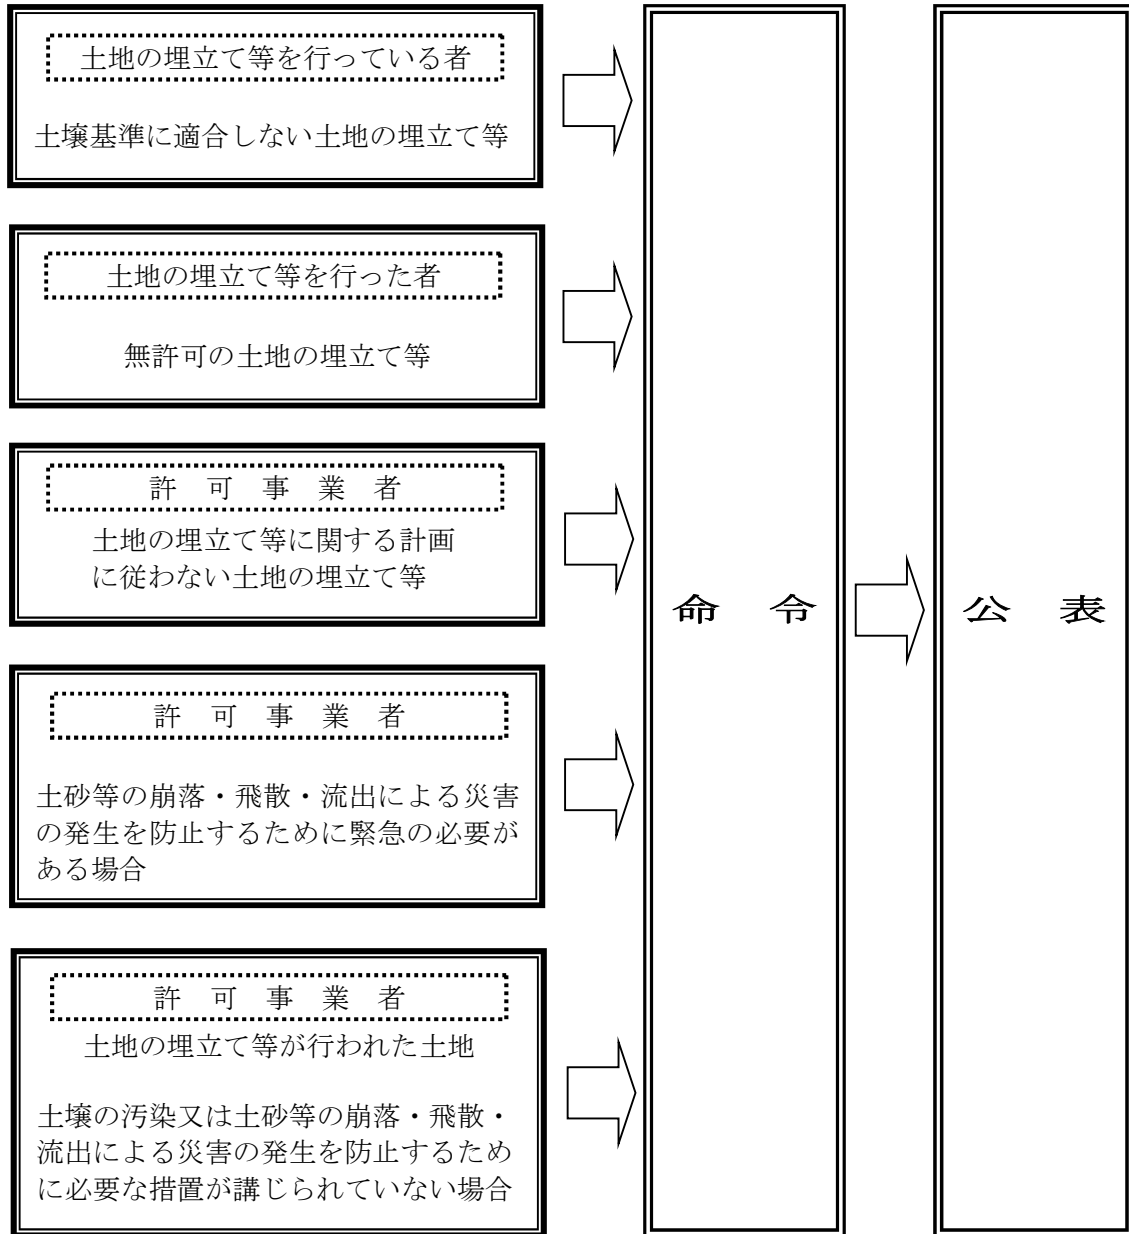 土地の埋立て等を行っている者
土壌基準に適合しない土地の埋立て等
土地の埋立て等を行った者
無許可の土地の埋立て等
許 可 事 業 者
土地の埋立て等に関する計画
に従わない土地の埋立て等
許 可 事 業 者
土砂等の崩落・飛散・流出による災害
の発生を防止するために緊急の必要が
ある場合
許 可 事 業 者
土地の埋立て等が行われた土地
土壌の汚染又は土砂等の崩落・飛散・
流出による災害の発生を防止するため
に必要な措置が講じられていない場合
命 令
公 表